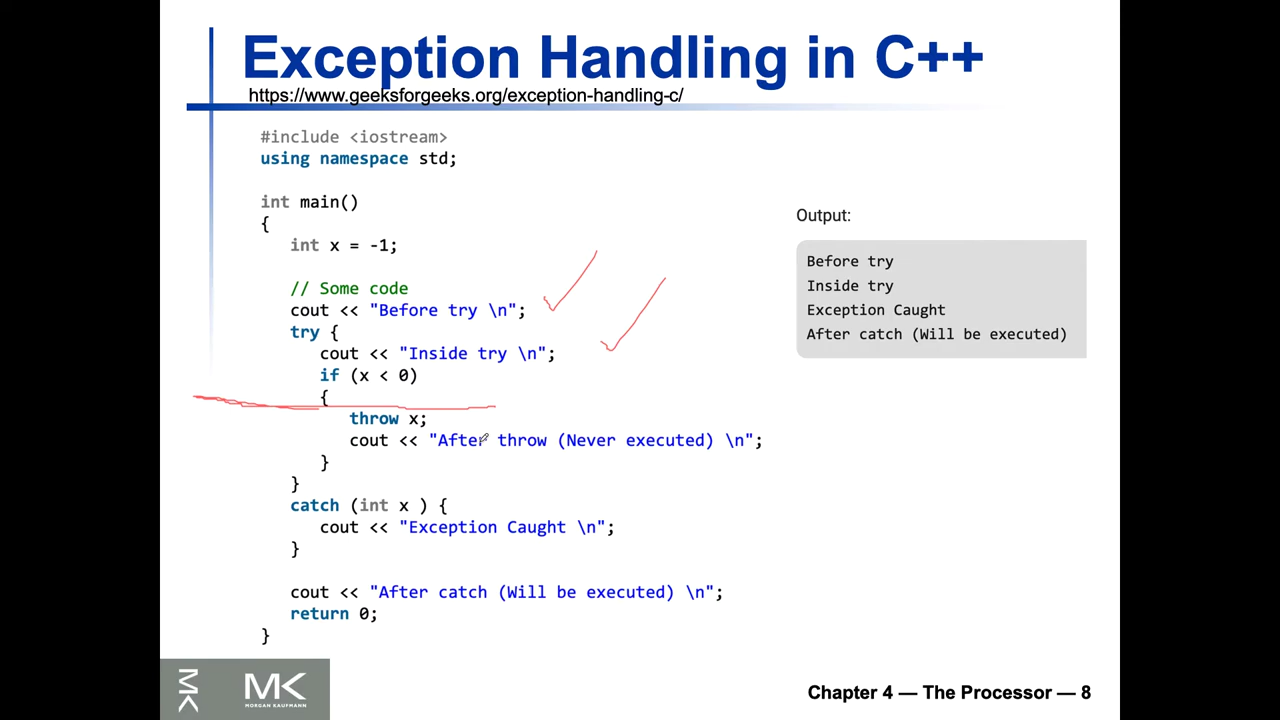 Exception Handling in C++
https://www.geeksforgeeks.org/exception-handling-c/
#include <iostream>
using namespace std;
int main()
{
int x = -1;
// Some code
cout << "Before try \n";
try {
cout << "Inside try \n";
if (x < 0)
{
throw x;
cout << "After throw (Never executed) \n";
}
}
catch (int x ) {
cout << "Exception Caught \n";
}
cout << "After catch (Will be executed) \n";
return 0;
}
Output:
Before try
Inside try
Exception Caught
After catch (Will be executed)
MK
MK
MORGAN KAUFMANN
Chapter 4 — The Processor — 8